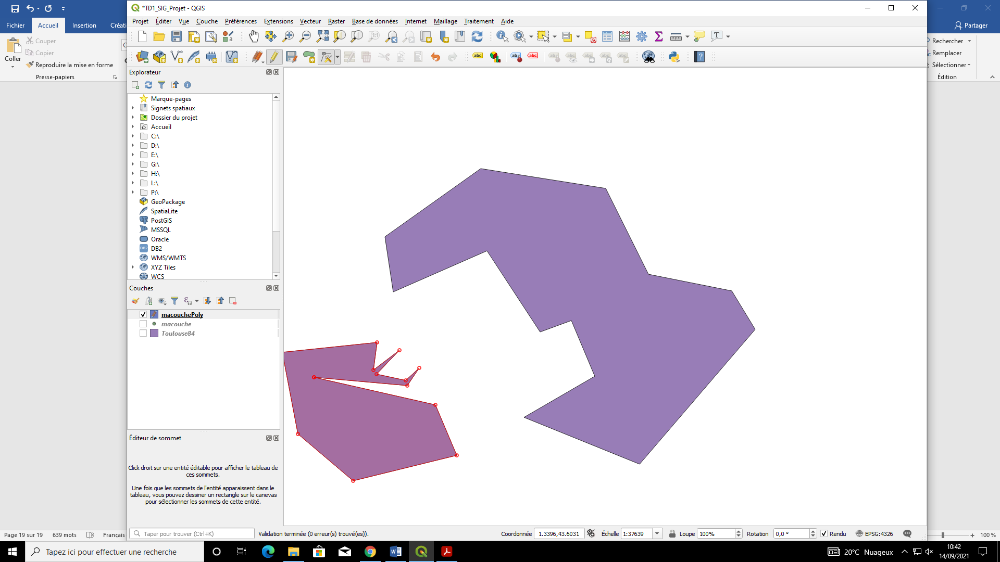 *TD1_SIG_Projet - QGIS
Fichier Accueil Insertion Créati
Partager
Projet Éditer Vue Couche Préférences Extensions Vecteur Raster Base de données Internet Maillage Traitement Aide
Coller
Couper
Copier
Reproduire la mise en forme
Presse-papiers
Rechercher
Remplacer
Sélectionner
Édition
Explorateur
Marque-pages
Signets spatiaux
Dossier du projet
Accueil
C:\
D:\
E:\
G:\
H:\
L:\
P:\
GeoPackage
SpatiaLite
PostGIS
MSSQL
Oracle
DB2
WMS/WMTS
XYZ Tiles
WCS
Couches
macouchePoly
macouche
Toulouse84
Éditeur de sommet
Click droit sur une entité éditable pour afficher le tableau de
ces sommets.
Une fois que les sommets de l'entité apparaissent dans le
tableau, vous pouvez dessiner un rectangle sur le canevas
pour sélectionner les sommets de cette entité.
Taper pour trouver (Ctrl+K)
Validation terminée (0 erreur(s) trouvé(es)).
Coordonnée 1.3396,43.6031 Échelle 1:37639 Loupe 100% Rotation 0,0 ° Rendu EPSG:4326
Page 19 sur 19 639 mots Français
100 %
Tapez ici pour effectuer une recherche
20°C Nuageux
10:42
14/09/2021